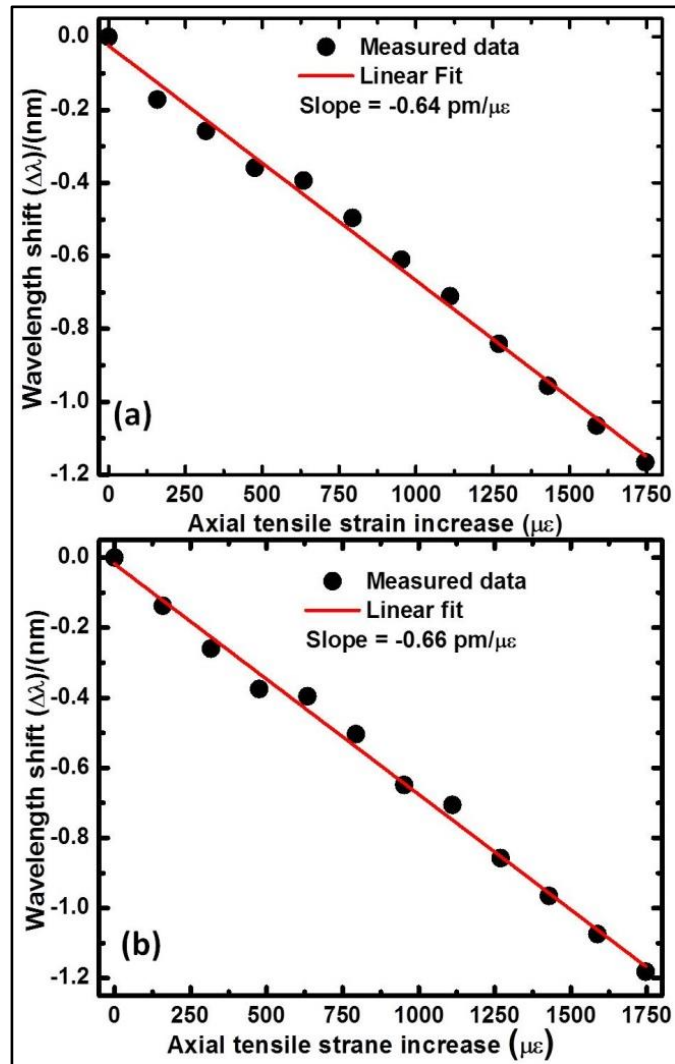 0.0
-0.2
-0.4
-0.6
-0.8
-1.0
-1.2
Wavelength shift (Δλ)/(nm)
Measured data
Linear Fit
Slope = -0.64 pm/με
(a)
0 250 500 750 1000 1250 1500 1750
Axial tensile strain increase (με)
0.0
-0.2
-0.4
-0.6
-0.8
-1.0
-1.2
Wavelength shift (Δλ)/(nm)
Measured data
Linear fit
Slope = -0.66 pm/με
(b)
0 250 500 750 1000 1250 1500 1750
Axial tensile strane increase (με)